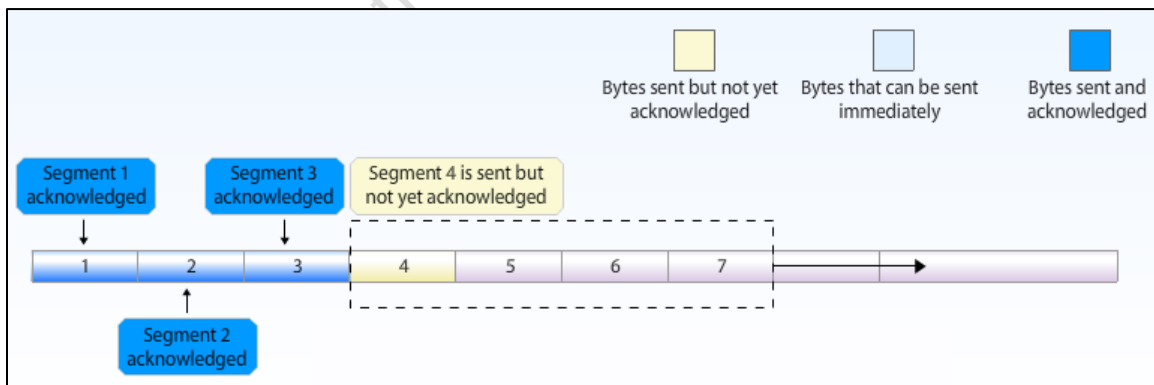 Bytes sent but not yet
acknowledged
Bytes that can be sent
immediately
Bytes sent and
acknowledged
Segment 1
acknowledged
Segment 3
acknowledged
Segment 4 is sent but
not yet acknowledged
1 2 3 4 5 6 7
Segment 2
acknowledged